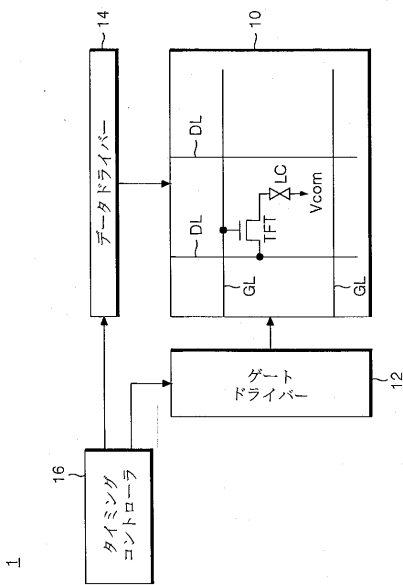 1
16
タイミング
コントローラ
データドライバー
14
ゲート
ドライバー
12
10
DL
DL
GL
GL
TFT
LC
Vcom